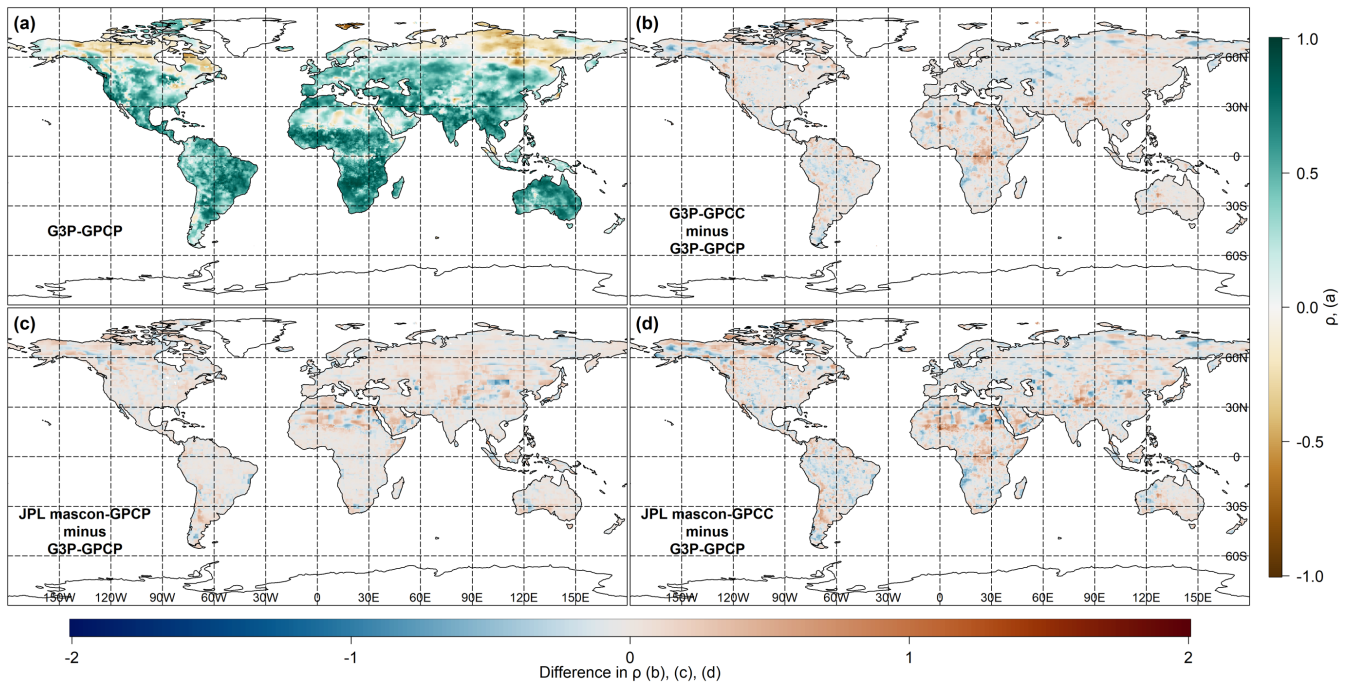 (a)
G3P-GPCP
(b)
G3P-GPCC
minus
G3P-GPCP
60N
30N
0
30S
60S
(c)
JPL mascon-GPCP
minus
G3P-GPCP
150W 120W 90W 60W 30W 0 30E 60E 90E 120E 150E
(d)
JPL mascon-GPCC
minus
G3P-GPCP
60N
30N
0
30S
60S
150W 120W 90W 60W 30W 0 30E 60E 90E 120E 150E
1.0
0.5
0.0
-0.5
-1.0
ρ, (a)
-2 -1 0 1 2
Difference in ρ (b), (c), (d)